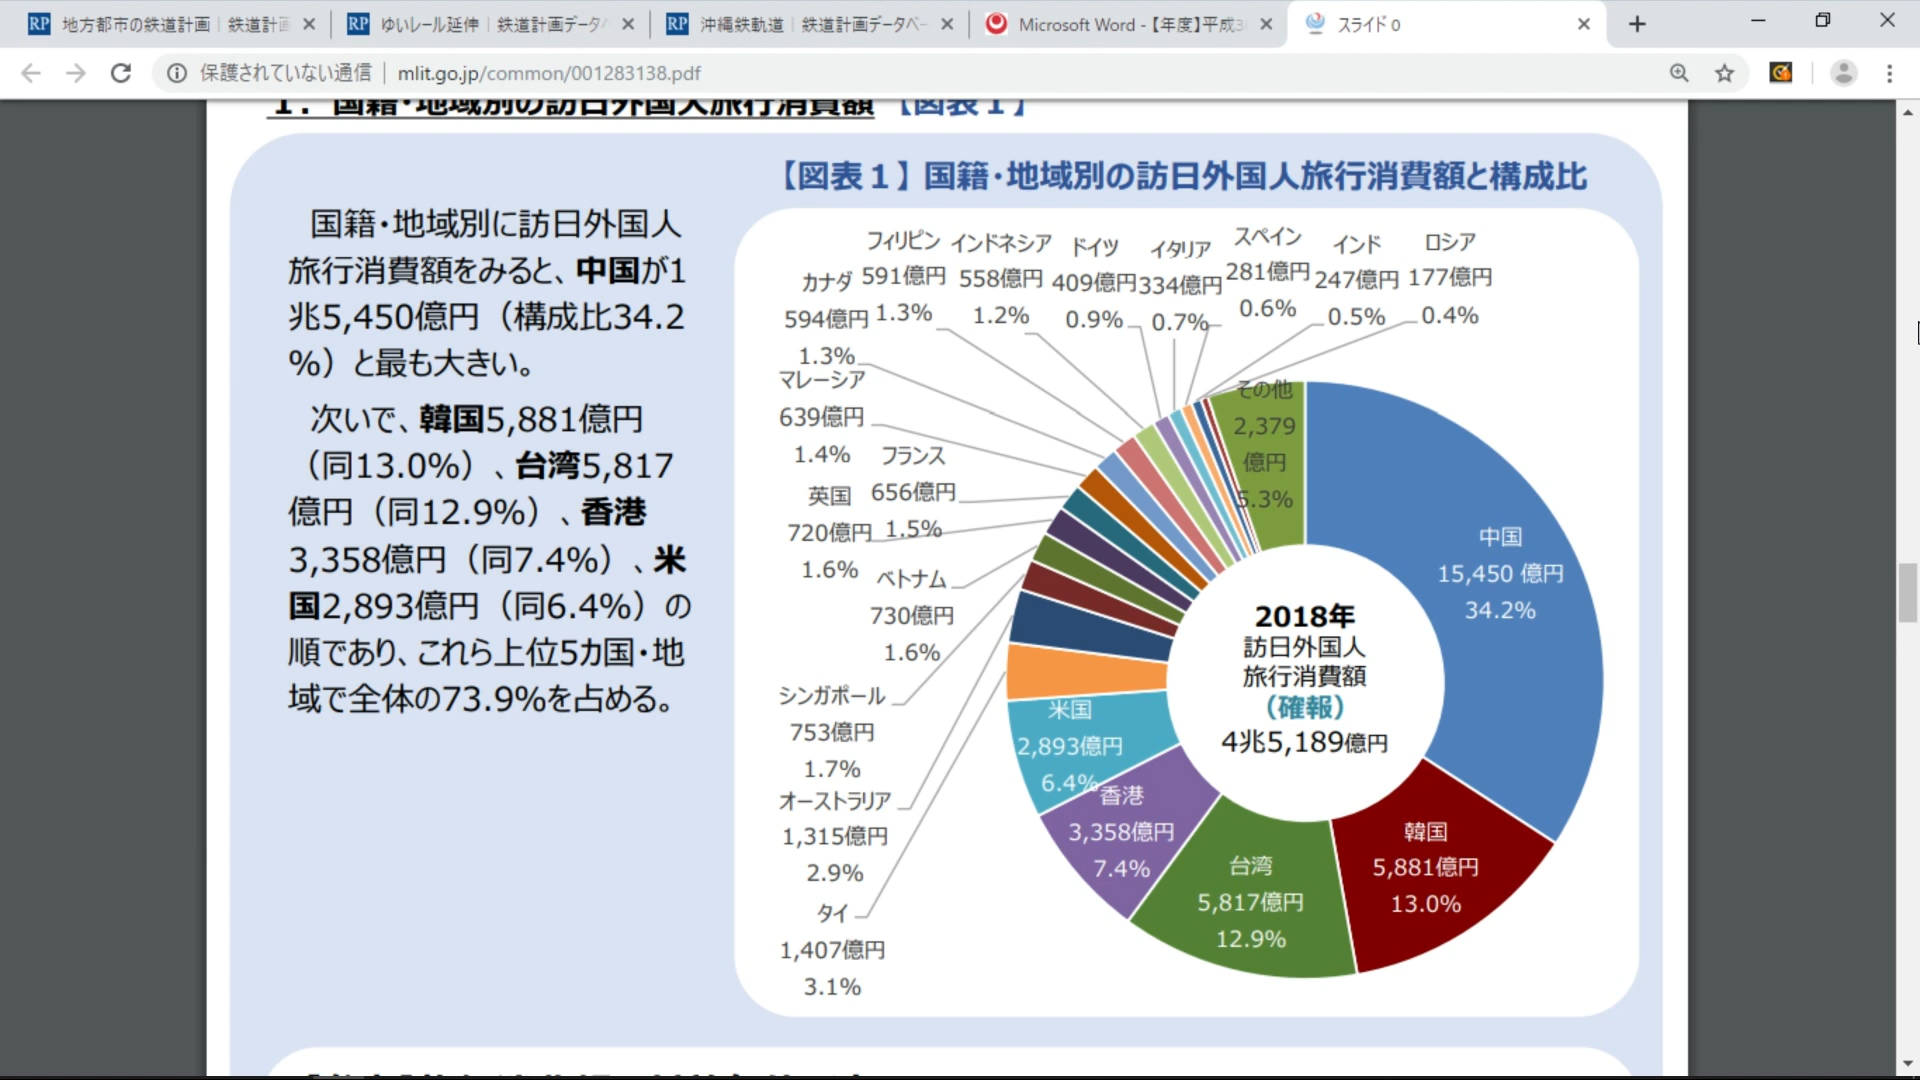 地方都市の鉄道計画｜鉄道計画
ゆいレール延伸｜鉄道計画データベ
沖縄鉄軌道｜鉄道計画データベー
Microsoft Word - 【年度】平成3
スライド 0
保護されていない通信 | mlit.go.jp/common/001283138.pdf
１．国籍・地域別の訪日外国人旅行消費額 【図表１】
【図表１】国籍・地域別の訪日外国人旅行消費額と構成比
国籍・地域別に訪日外国人
旅行消費額をみると、中国が1
兆5,450億円（構成比34.2
%）と最も大きい。
次いで、韓国5,881億円
（同13.0%）、台湾5,817
億円（同12.9%）、香港
3,358億円（同7.4%）、米
国2,893億円（同6.4%）の
順であり、これら上位5カ国・地
域で全体の73.9%を占める。
カナダ
594億円
1.3%
フィリピン
591億円
1.3%
インドネシア
558億円
1.2%
ドイツ
409億円
0.9%
イタリア
334億円
0.7%
スペイン
281億円
0.6%
インド
247億円
0.5%
ロシア
177億円
0.4%
マレーシア
639億円
1.4%
フランス
656億円
1.5%
英国
720億円
1.6%
ベトナム
730億円
1.6%
シンガポール
753億円
1.7%
オーストラリア
1,315億円
2.9%
タイ
1,407億円
3.1%
その他
2,379
億円
5.3%
中国
15,450 億円
34.2%
韓国
5,881億円
13.0%
台湾
5,817億円
12.9%
香港
3,358億円
7.4%
米国
2,893億円
6.4%
2018年
訪日外国人
旅行消費額
（確報）
4兆5,189億円